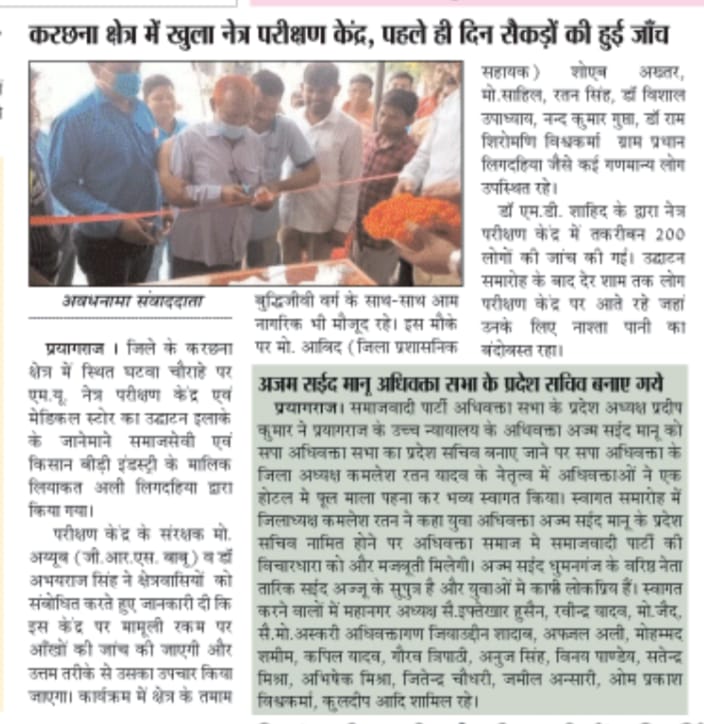 करछना क्षेत्र में खुला नेत्र परीक्षण केंद्र, पहले ही दिन सैकड़ों की हुई जाँच
अवधनामा संवाददाता
प्रयागराज । जिले के करछना
क्षेत्र में स्थित घटवा चौराहे पर
एम.यू. नेत्र परीक्षण केंद्र एवं
मेडिकल स्टोर का उद्घाटन इलाके
के जानेमाने समाजसेवी एवं
किसान बीड़ी इंडस्ट्री के मालिक
लियाकत अली लिगदहिया द्वारा
किया गया।
परीक्षण केंद्र के संरक्षक मो.
अय्यूब (जी.आर.एस. बाबू) व डॉ
अभयराज सिंह ने क्षेत्रवासियों को
संबोधित करते हुए जानकारी दी कि
इस केंद्र पर मामूली रकम पर
आँखों की जांच की जाएगी और
उत्तम तरीके से उसका उपचार किया
जाएगा। कार्यक्रम में क्षेत्र के तमाम
बुद्धिजीवी वर्ग के साथ-साथ आम
नागरिक भी मौजूद रहे। इस मौके
पर मो. आबिद (जिला प्रशासनिक
सहायक) शोएब अख्तर,
मो.साहिल, रतन सिंह, डॉ विशाल
उपाध्याय, नन्द कुमार गुप्ता, डॉ राम
शिरोमणि विश्वकर्मा ग्राम प्रधान
लिगदहिया जैसे कई गणमान्य लोग
उपस्थित रहे।
डॉ एम.डी. शाहिद के द्वारा नेत्र
परीक्षण केंद्र में तकरीबन 200
लोगों की जांच की गई। उद्घाटन
समारोह के बाद देर शाम तक लोग
परीक्षण केंद्र पर आते रहे जहां
उनके लिए नाश्ता पानी का
बंदोबस्त रहा।
अजम सईद मानू अधिवक्ता सभा के प्रदेश सचिव बनाए गये
प्रयागराज। समाजवादी पार्टी अधिवक्ता सभा के प्रदेश अध्यक्ष प्रदीप
कुमार ने प्रयागराज के उच्च न्यायालय के अधिवक्ता अज्म सईद मानू को
सपा अधिवक्ता सभा का प्रदेश सचिव बनाए जाने पर सपा अधिवक्ता के
जिला अध्यक्ष कमलेश रतन यादव के नेतृत्व में अधिवक्ताओं ने एक
होटल मे फूल माला पहना कर भव्य स्वागत किया। स्वागत समारोह में
जिलाध्यक्ष कमलेश रतन ने कहा युवा अधिवक्ता अज्म सईद मानू के प्रदेश
सचिव नामित होने पर अधिवक्ता समाज मे समाजवादी पार्टी की
विचारधारा को और मजबूती मिलेगी। अज्म सईद धुमनगंज के वरिष्ठ नेता
तारिक सईद अज्जू के सुपुत्र है और युवाओं मे काफी लोकप्रिय हैं। स्वागत
करने वालों में महानगर अध्यक्ष सै.इफ्तेखार हुसैन, रवीन्द्र यादव, मो.जैद,
सै.मो.अस्करी अधिवक्तागण जियाउद्दीन शादाब, अफजल अली, मोहम्मद
शमीम, कपिल यादव, गौरव त्रिपाठी, अनुज सिंह, विनय पाण्डेय, सतेन्द्र
मिश्रा, अभिषेक मिश्रा, जितेन्द्र चौधरी, जमील अन्सारी, ओम प्रकाश
विश्वकर्मा, कुलदीप आदि शामिल रहे।